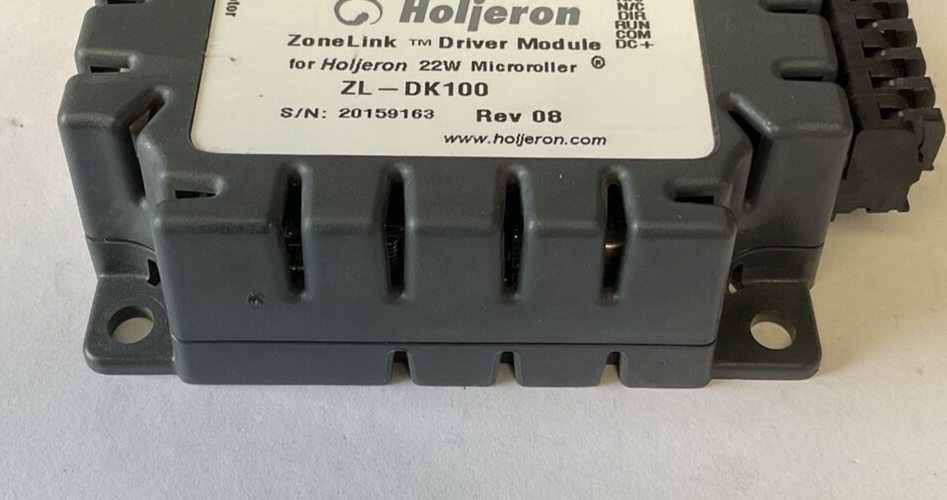 Holjeron
ZoneLink ™ Driver Module
for Holjeron 22W Microroller ®
ZL-DK100
S/N: 20159163 Rev 08
www.holjeron.com
N/C
DIR
RUN
COM
DC+